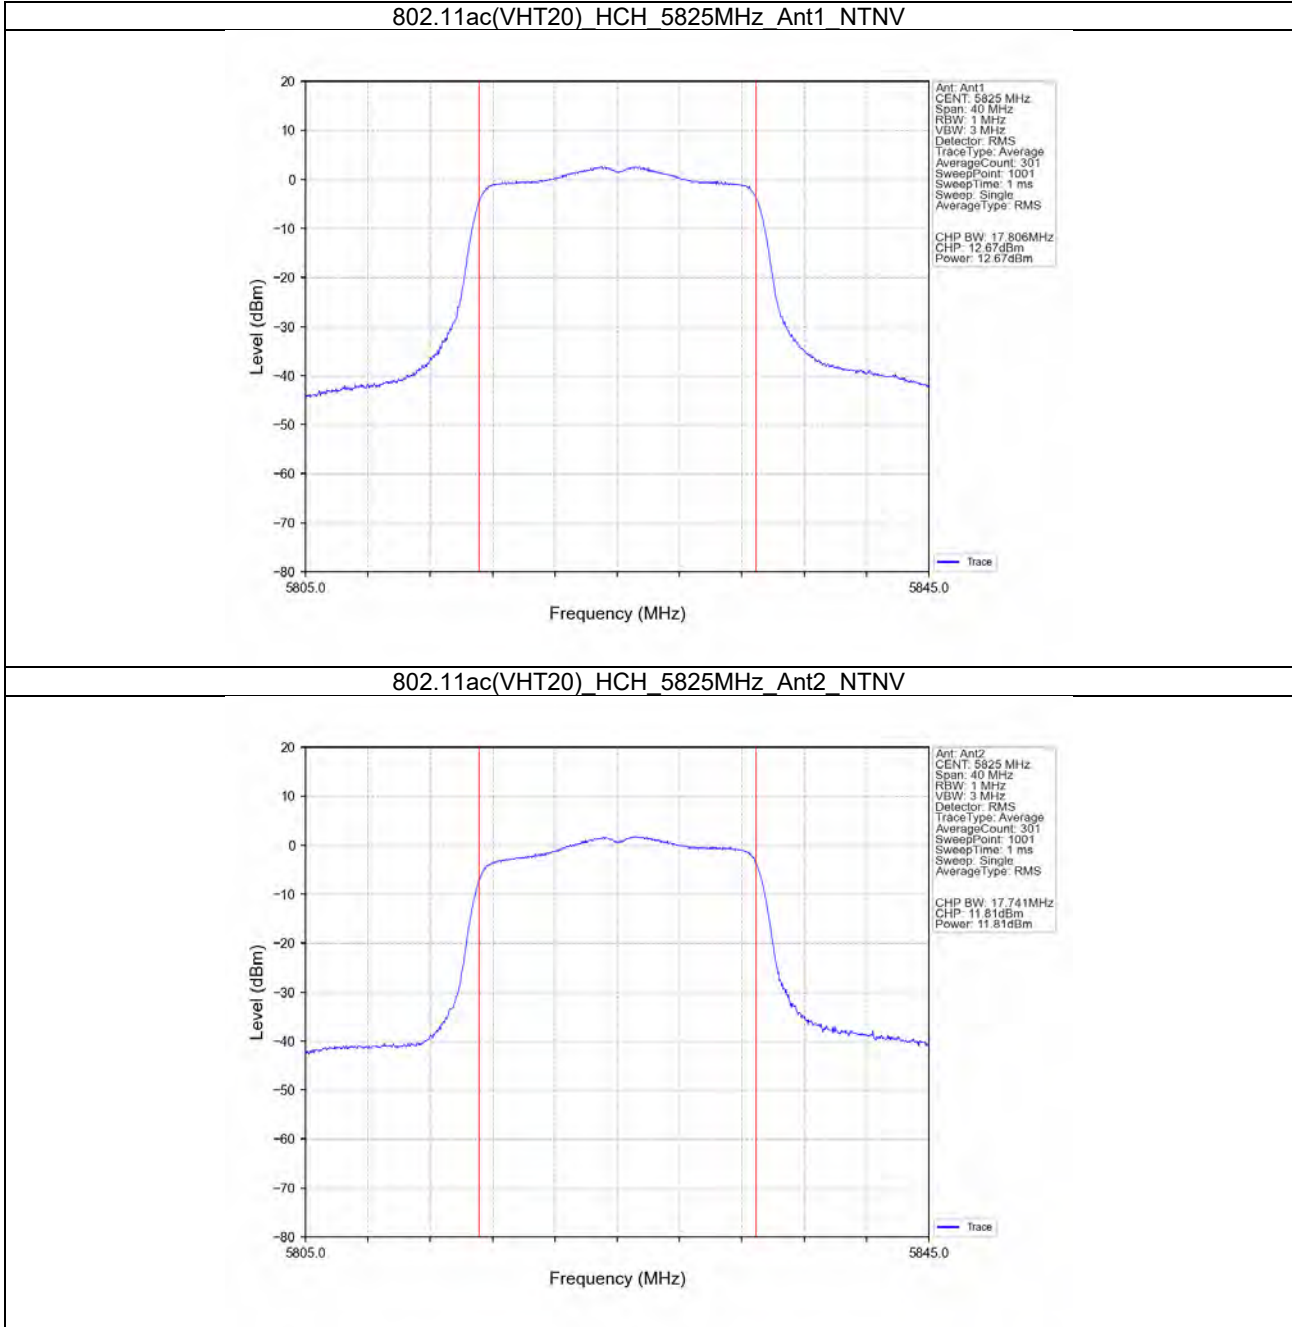 802.11ac(VHT20)_HCH_5825MHz_Ant1_NTNV
20
10
0
−10
−20
−30
−40
−50
−60
−70
−80
Level (dBm)
5805.0
5845.0
Frequency (MHz)
Ant: Ant1
CENT: 5825 MHz
Span: 40 MHz
RBW: 1 MHz
VBW: 3 MHz
Detector: RMS
TraceType: Average
AverageCount: 301
SweepPoint: 1001
SweepTime: 1 ms
Sweep: Single
AverageType: RMS
CHP BW: 17.806MHz
CHP: 12.67dBm
Power: 12.67dBm
Trace
802.11ac(VHT20)_HCH_5825MHz_Ant2_NTNV
20
10
0
−10
−20
−30
−40
−50
−60
−70
−80
Level (dBm)
5805.0
5845.0
Frequency (MHz)
Ant: Ant2
CENT: 5825 MHz
Span: 40 MHz
RBW: 1 MHz
VBW: 3 MHz
Detector: RMS
TraceType: Average
AverageCount: 301
SweepPoint: 1001
SweepTime: 1 ms
Sweep: Single
AverageType: RMS
CHP BW: 17.741MHz
CHP: 11.81dBm
Power: 11.81dBm
Trace